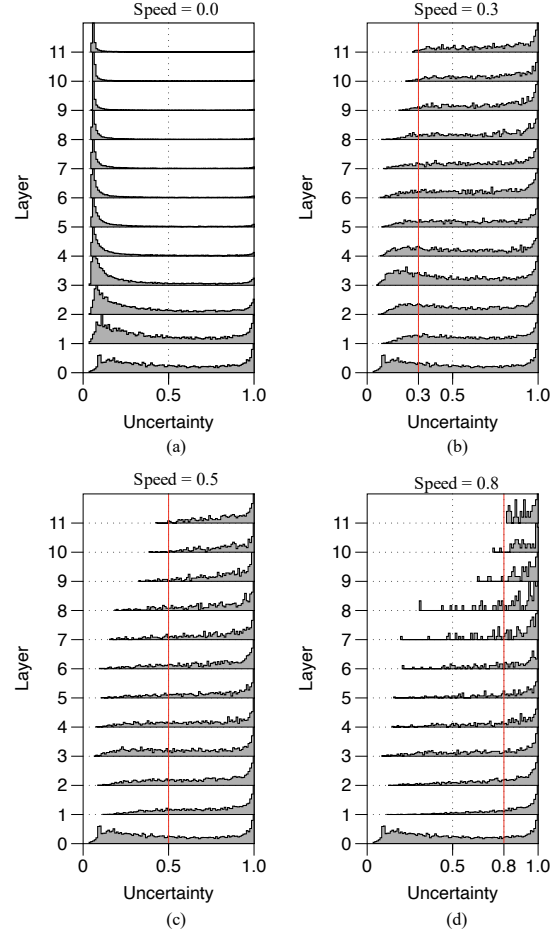 Speed = 0.0
11
10
9
8
7
6
5
4
3
2
1
0
Layer
0 0.5 1.0
Uncertainty
(a)
Speed = 0.3
11
10
9
8
7
6
5
4
3
2
1
0
Layer
0 0.3 0.5 1.0
Uncertainty
(b)
Speed = 0.5
11
10
9
8
7
6
5
4
3
2
1
0
Layer
0 0.5 1.0
Uncertainty
(c)
Speed = 0.8
11
10
9
8
7
6
5
4
3
2
1
0
Layer
0 0.5 0.8 1.0
Uncertainty
(d)